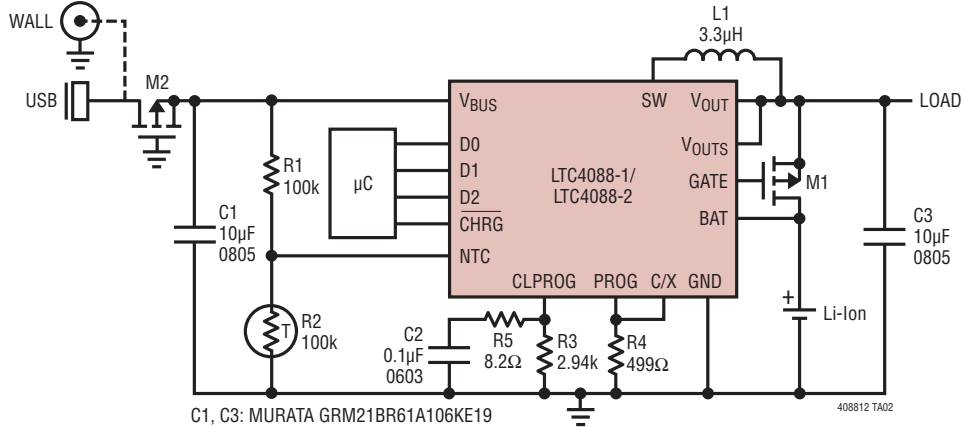 WALL
USB
M2
L1
3.3µH
VBUS
SW
VOUT
LOAD
D0
D1
D2
CHRG
NTC
µC
LTC4088-1/
LTC4088-2
VOUTS
GATE
BAT
M1
R1
100k
C1
10µF
0805
C3
10µF
0805
CLPROG
PROG
C/X
GND
T
R2
100k
C2
0.1µF
0603
R5
8.2Ω
R3
2.94k
R4
499Ω
+
Li-Ion
408812 TA02
C1, C3: MURATA GRM21BR61A106KE19